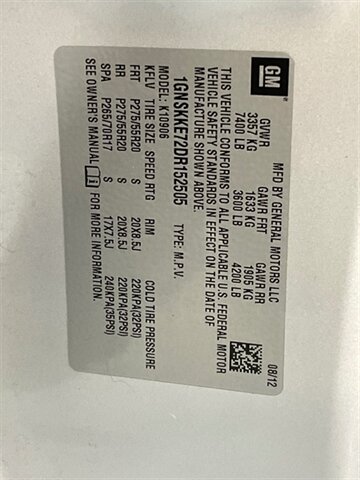 GM
MFD BY GENERAL MOTORS LLC 08/12
GVWR GAWR FRT GAWR RR
3357 KG 1633 KG 1905 KG
7400 LB 3600 LB 4200 LB
THIS VEHICLE CONFORMS TO ALL APPLICABLE U.S. FEDERAL MOTOR
VEHICLE SAFETY STANDARDS IN EFFECT ON THE DATE OF
MANUFACTURE SHOWN ABOVE.
1GNSKKE72DR152505 TYPE: M.P.V.
MODEL: K10906
KFLV TIRE SIZE SPEED RTG RIM COLD TIRE PRESSURE
FRT P275/55R20 S 20X8.5J 220KPA(32PSI)
RR P275/55R20 S 20X8.5J 220KPA(32PSI)
SPA P265/70R17 S 17X7.5J 240KPA(35PSI)
SEE OWNER'S MANUAL